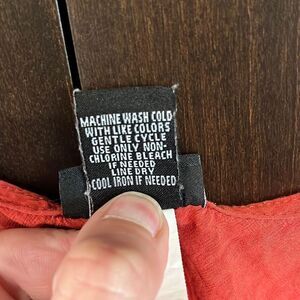 MACHINE WASH COLD
WITH LIKE COLORS
GENTLE CYCLE
USE ONLY NON-
CHLORINE BLEACH
IF NEEDED
LINE DRY
COOL IRON IF NEEDED